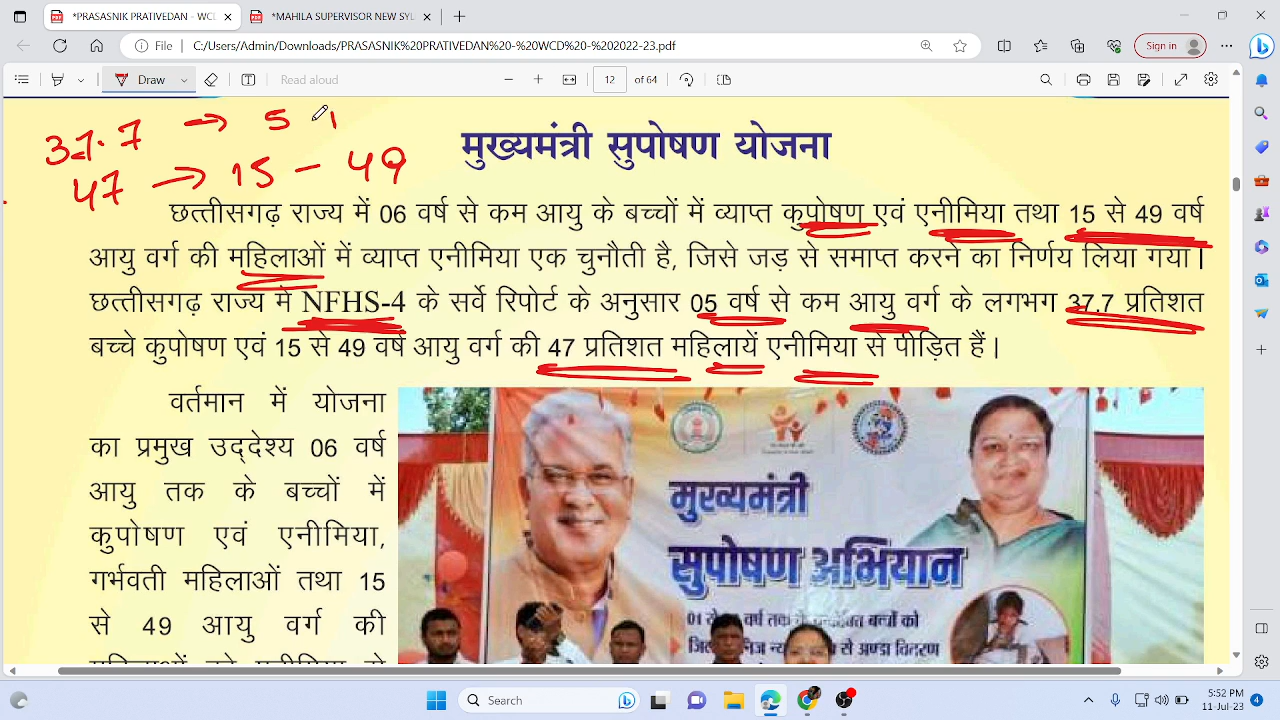 *PRASASNIK PRATIVEDAN - WCD
*MAHILA SUPERVISOR NEW SYL
File C:/Users/Admin/Downloads/PRASASNIK%20PRATIVEDAN%20-%20WCD%20-%202022-23.pdf
Sign in
Draw Read aloud 12 of 64
37.7 → 5
47 → 15 - 49
मुख्यमंत्री सुपोषण योजना
छत्तीसगढ़ राज्य में 06 वर्ष से कम आयु के बच्चों में व्याप्त कुपोषण एवं एनीमिया तथा 15 से 49 वर्ष
आयु वर्ग की महिलाओं में व्याप्त एनीमिया एक चुनौती है, जिसे जड़ से समाप्त करने का निर्णय लिया गया।
छत्तीसगढ़ राज्य मे NFHS-4 के सर्वे रिपोर्ट के अनुसार 05 वर्ष से कम आयु वर्ग के लगभग 37.7 प्रतिशत
बच्चे कुपोषण एवं 15 से 49 वर्ष आयु वर्ग की 47 प्रतिशत महिलायें एनीमिया से पीड़ित हैं।
वर्तमान में योजना
का प्रमुख उद्देश्य 06 वर्ष
आयु तक के बच्चों में
कुपोषण एवं एनीमिया,
गर्भवती महिलाओं तथा 15
से 49 आयु वर्ग की
मुख्यमंत्री
सुपोषण अभियान
Search
5:52 PM
11-Jul-23
4